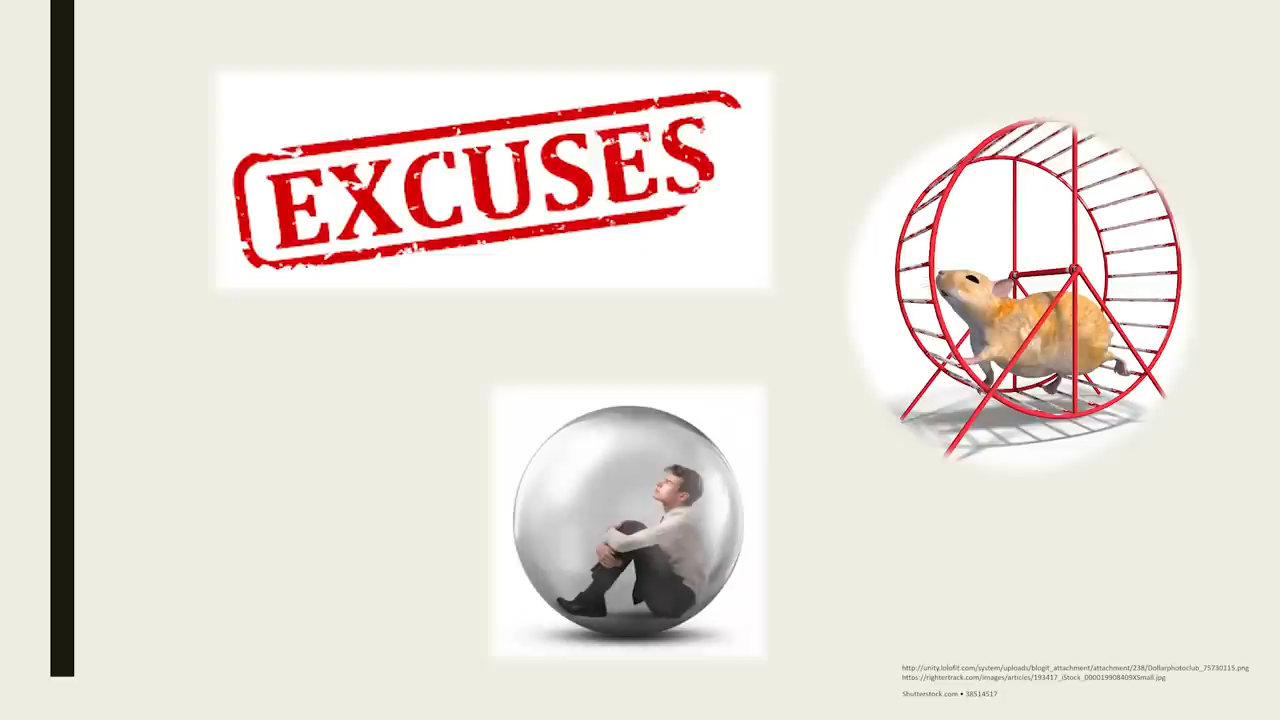 EXCUSES
http://unity.lolofit.com/system/uploads/blogit_attachment/attachment/238/Dollarphotoclub_75730115.png
https://rightertrack.com/images/articles/193417_iStock_000019908409XSmall.jpg
Shutterstock.com • 38514517